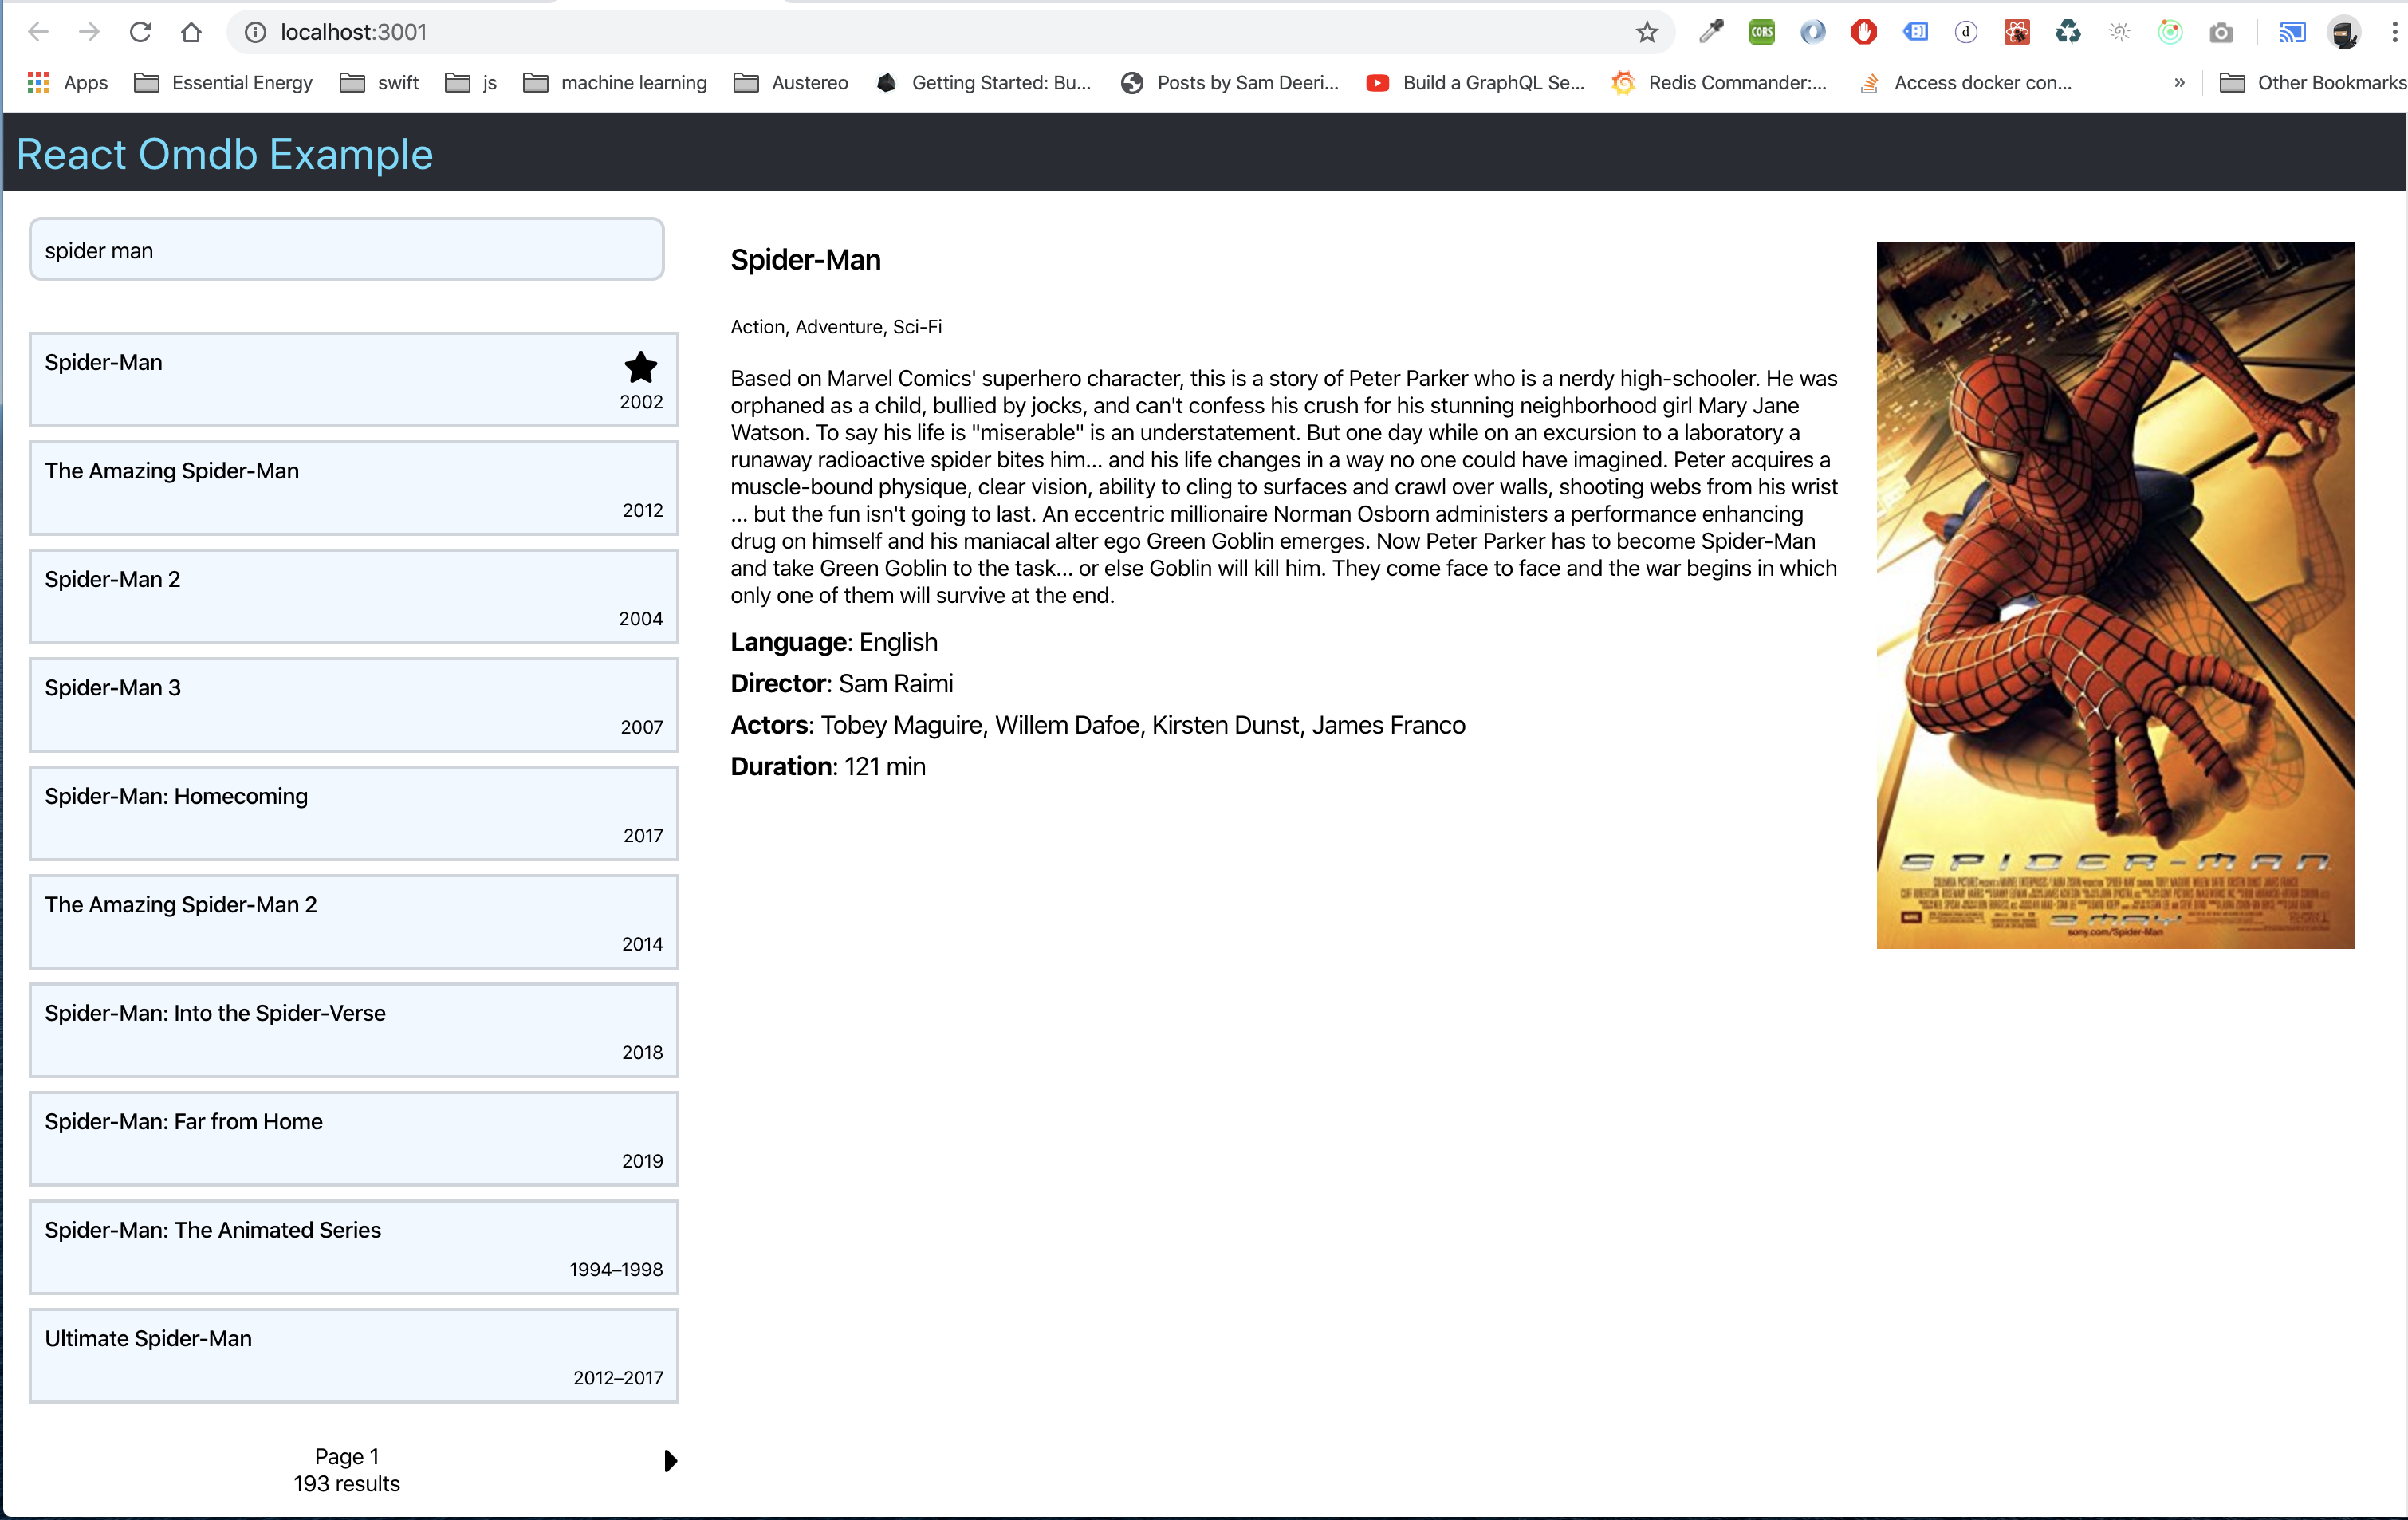 localhost:3001
CORS
d
Apps
Essential Energy
swift
js
machine learning
Austereo
Getting Started: Bu...
Posts by Sam Deeri...
Build a GraphQL Se...
Redis Commander:...
Access docker con...
»
Other Bookmarks
React Omdb Example
spider man
Spider-Man
2002
The Amazing Spider-Man
2012
Spider-Man 2
2004
Spider-Man 3
2007
Spider-Man: Homecoming
2017
The Amazing Spider-Man 2
2014
Spider-Man: Into the Spider-Verse
2018
Spider-Man: Far from Home
2019
Spider-Man: The Animated Series
1994–1998
Ultimate Spider-Man
2012–2017
Page 1
193 results
Spider-Man
Action, Adventure, Sci-Fi
Based on Marvel Comics' superhero character, this is a story of Peter Parker who is a nerdy high-schooler. He was
orphaned as a child, bullied by jocks, and can't confess his crush for his stunning neighborhood girl Mary Jane
Watson. To say his life is "miserable" is an understatement. But one day while on an excursion to a laboratory a
runaway radioactive spider bites him... and his life changes in a way no one could have imagined. Peter acquires a
muscle-bound physique, clear vision, ability to cling to surfaces and crawl over walls, shooting webs from his wrist
... but the fun isn't going to last. An eccentric millionaire Norman Osborn administers a performance enhancing
drug on himself and his maniacal alter ego Green Goblin emerges. Now Peter Parker has to become Spider-Man
and take Green Goblin to the task... or else Goblin will kill him. They come face to face and the war begins in which
only one of them will survive at the end.
Language: English
Director: Sam Raimi
Actors: Tobey Maguire, Willem Dafoe, Kirsten Dunst, James Franco
Duration: 121 min
SPIDER-MAN
3 MAY
sony.com/Spider-Man